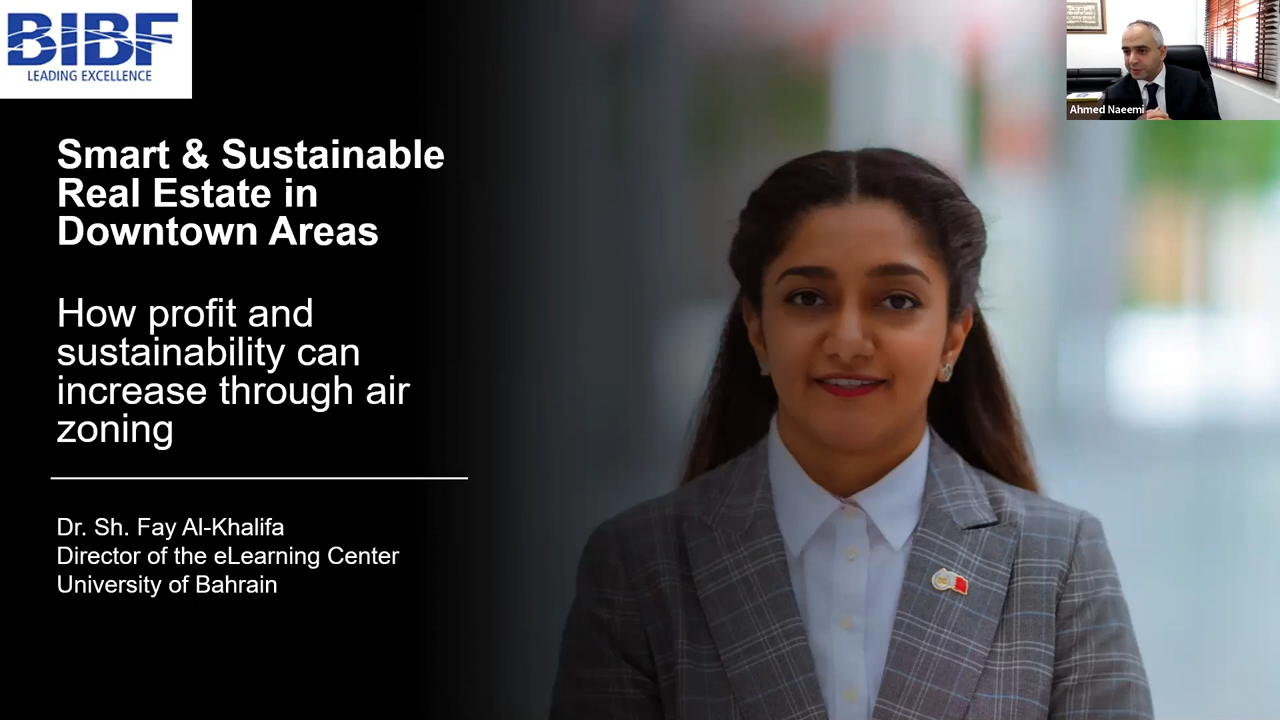 BIBF
LEADING EXCELLENCE
Smart & Sustainable
Real Estate in
Downtown Areas
How profit and
sustainability can
increase through air
zoning
Dr. Sh. Fay Al-Khalifa
Director of the eLearning Center
University of Bahrain
Ahmed Naeemi